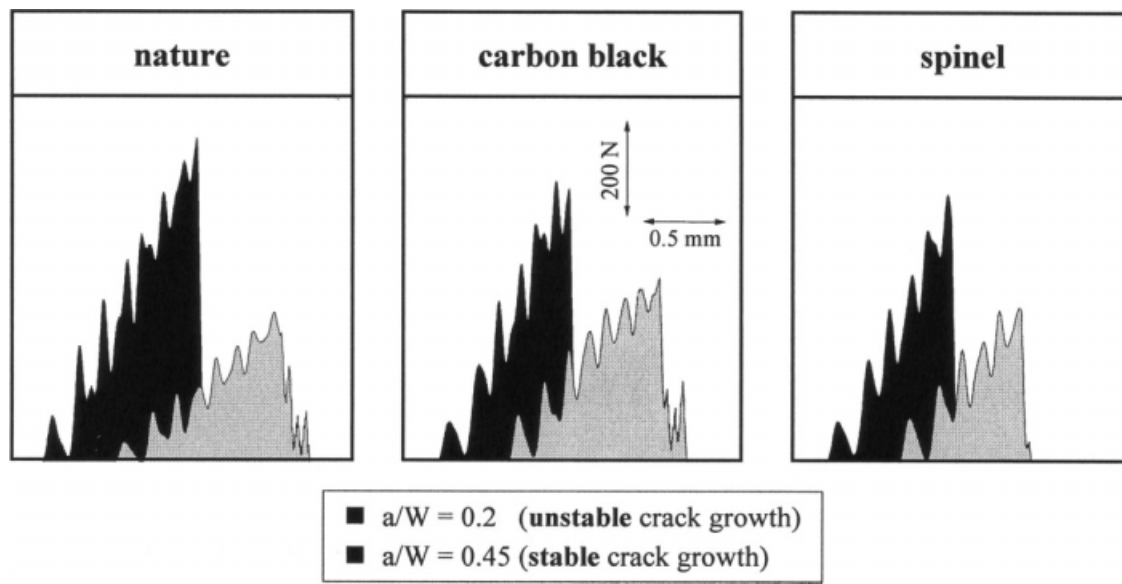 nature
carbon black
spinel
200 N
0.5 mm
a/W = 0.2 (unstable crack growth)
a/W = 0.45 (stable crack growth)